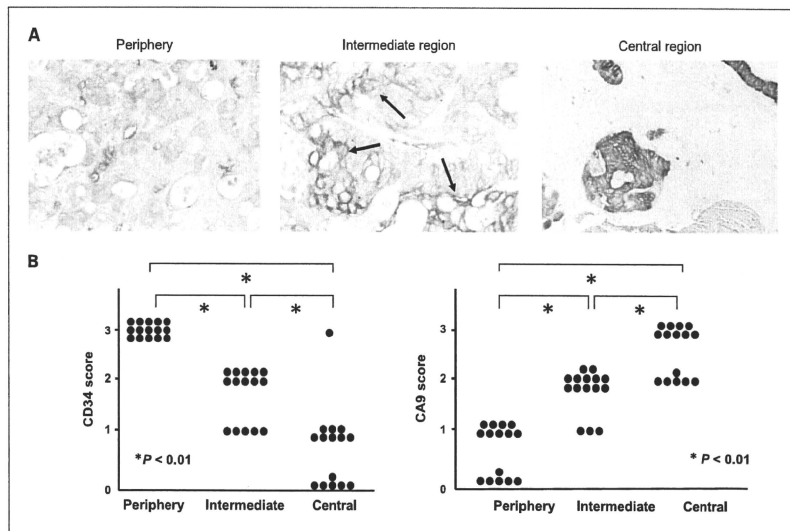 A
Periphery
Intermediate region
Central region
B
*
* *
CD34 score
3
2
1
0
*P < 0.01
Periphery Intermediate Central
*
* *
CA9 score
3
2
1
0
* P < 0.01
Periphery Intermediate Central